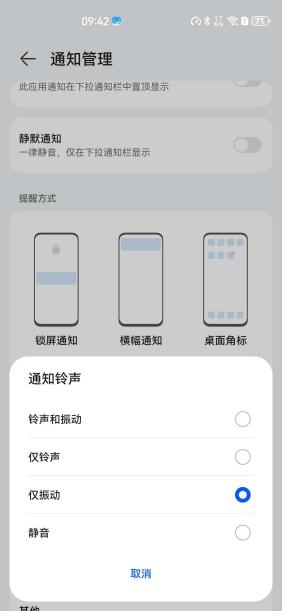 09:42
71
通知管理
此应用通知在下拉通知栏中置顶显示
静默通知
一律静音，仅在下拉通知栏显示
提醒方式
锁屏通知
横幅通知
桌面角标
通知铃声
铃声和振动
仅铃声
仅振动
静音
取消
其他